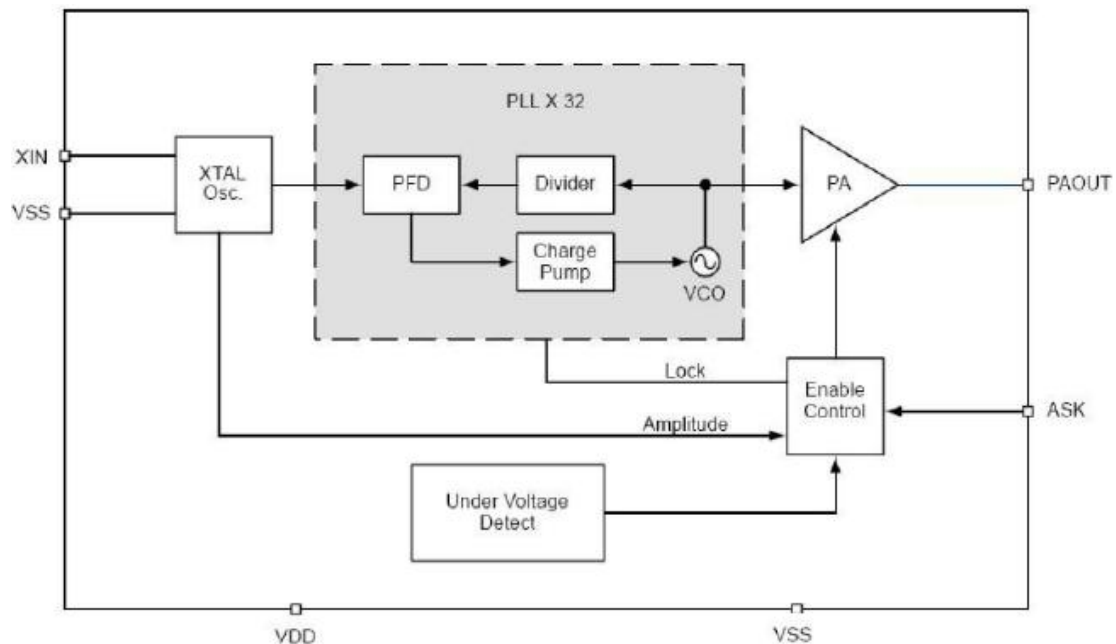 PLL X 32
XIN
XTAL
Osc.
PFD
Divider
PA
PAOUT
VSS
Charge
Pump
VCO
Lock
Enable
Control
ASK
Amplitude
Under Voltage
Detect
VDD
VSS